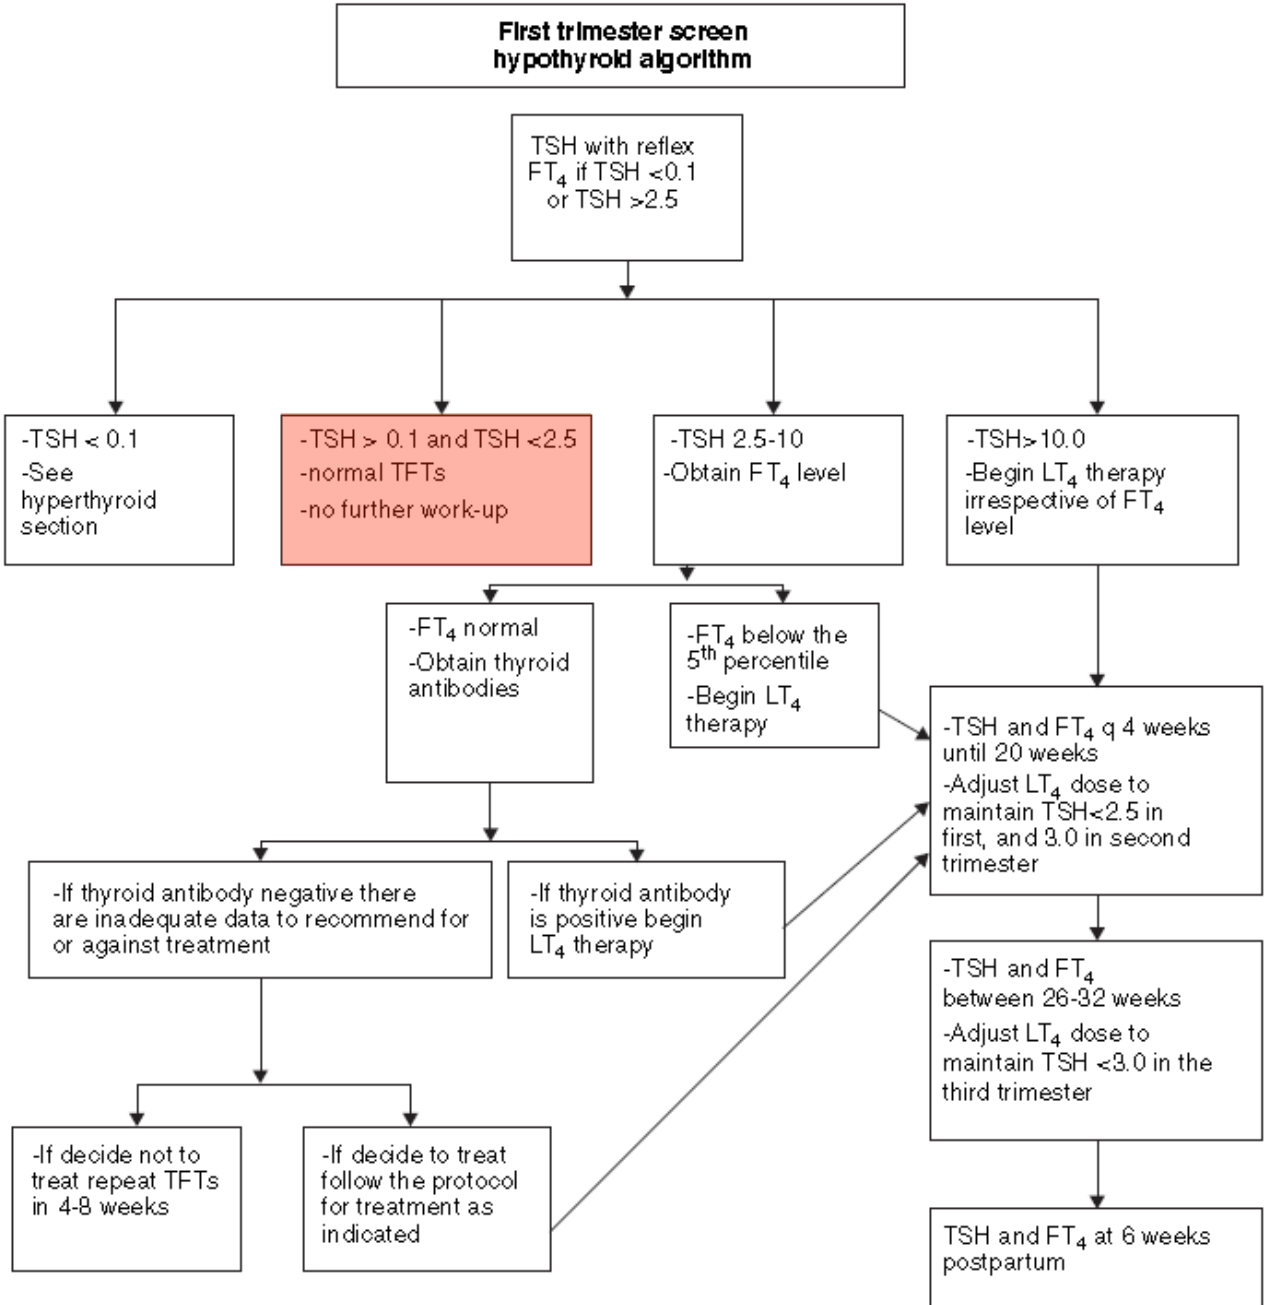 First trimester screen
hypothyroid algorithm
TSH with reflex
FT4 if TSH <0.1
or TSH >2.5
-TSH < 0.1
-See
hyperthyroid
section
-TSH > 0.1 and TSH <2.5
-normal TFTs
-no further work-up
-TSH 2.5-10
-Obtain FT4 level
-TSH> 10.0
-Begin LT4 therapy
irrespective of FT4
level
-FT4 normal
-Obtain thyroid
antibodies
-FT4 below the
5th percentile
-Begin LT4
therapy
-TSH and FT4 q 4 weeks
until 20 weeks
-Adjust LT4 dose to
maintain TSH<2.5 in
first, and 3.0 in second
trimester
-If thyroid antibody negative there
are inadequate data to recommend for
or against treatment
-If thyroid antibody
is positive begin
LT4 therapy
-TSH and FT4
between 26-32 weeks
-Adjust LT4 dose to
maintain TSH <3.0 in the
third trimester
-If decide not to
treat repeat TFTs
in 4-8 weeks
-If decide to treat
follow the protocol
for treatment as
indicated
TSH and FT4 at 6 weeks
postpartum